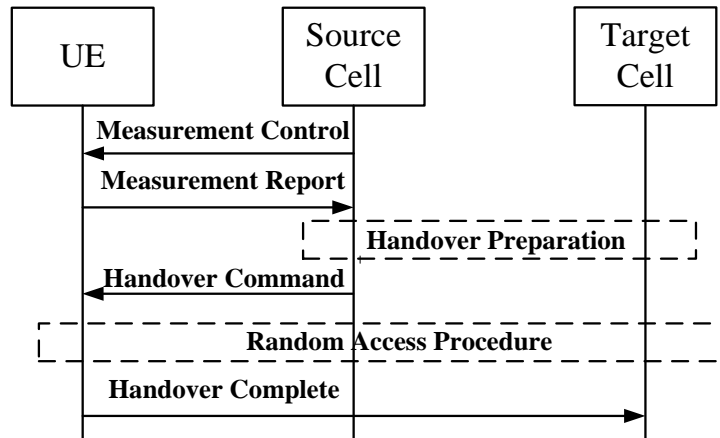 UE
Source
Cell
Target
Cell
Measurement Control
Measurement Report
Handover Preparation
Handover Command
Random Access Procedure
Handover Complete